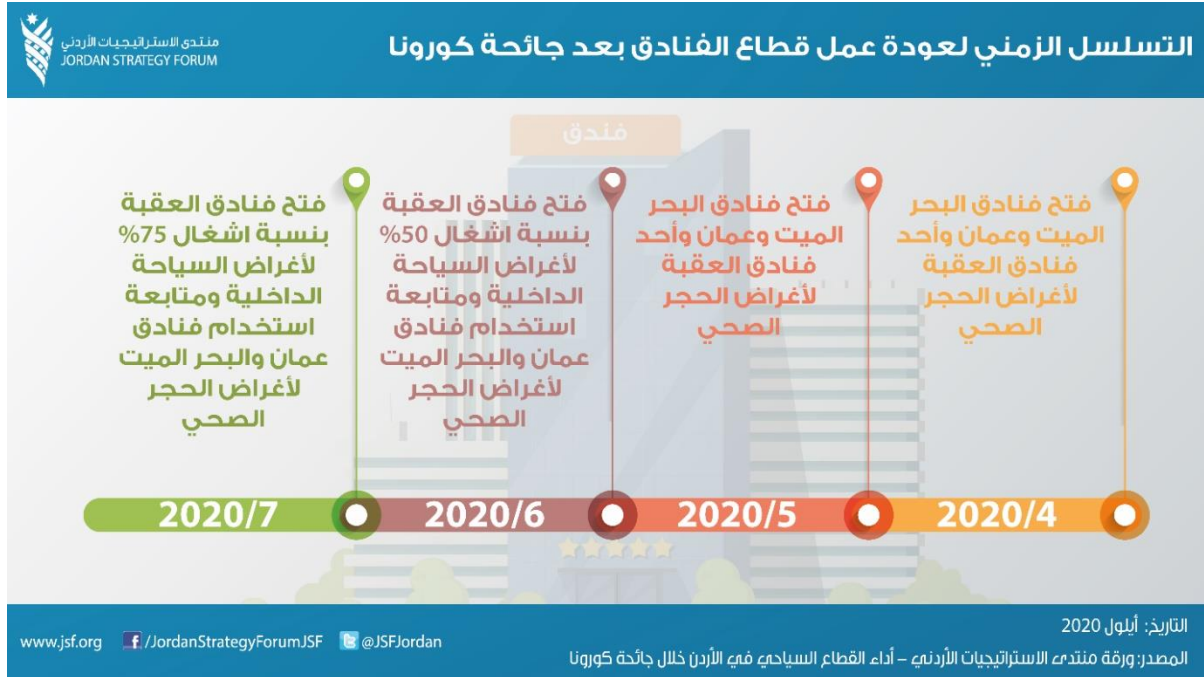 منتدى الاستراتيجيات الأردني
JORDAN STRATEGY FORUM
التسلسل الزمني لعودة عمل قطاع الفنادق بعد جائحة كورونا
فندق
فتح فنادق البحر
الميت وعمان وأحد
فنادق العقبة
لأغراض الحجر
الصحي
2020/4
فتح فنادق البحر
الميت وعمان وأحد
فنادق العقبة
لأغراض الحجر
الصحي
2020/5
فتح فنادق العقبة
بنسبة اشغال 50%
لأغراض السياحة
الداخلية ومتابعة
استخدام فنادق
عمان والبحر الميت
لأغراض الحجر
الصحي
2020/6
فتح فنادق العقبة
بنسبة اشغال 75%
لأغراض السياحة
الداخلية ومتابعة
استخدام فنادق
عمان والبحر الميت
لأغراض الحجر
الصحي
2020/7
التاريخ: أيلول 2020
المصدر: ورقة منتدى الاستراتيجيات الأردني – أداء القطاع السياحي في الأردن خلال جائحة كورونا
www.jsf.org f /JordanStrategyForumJSF @JSFJordan